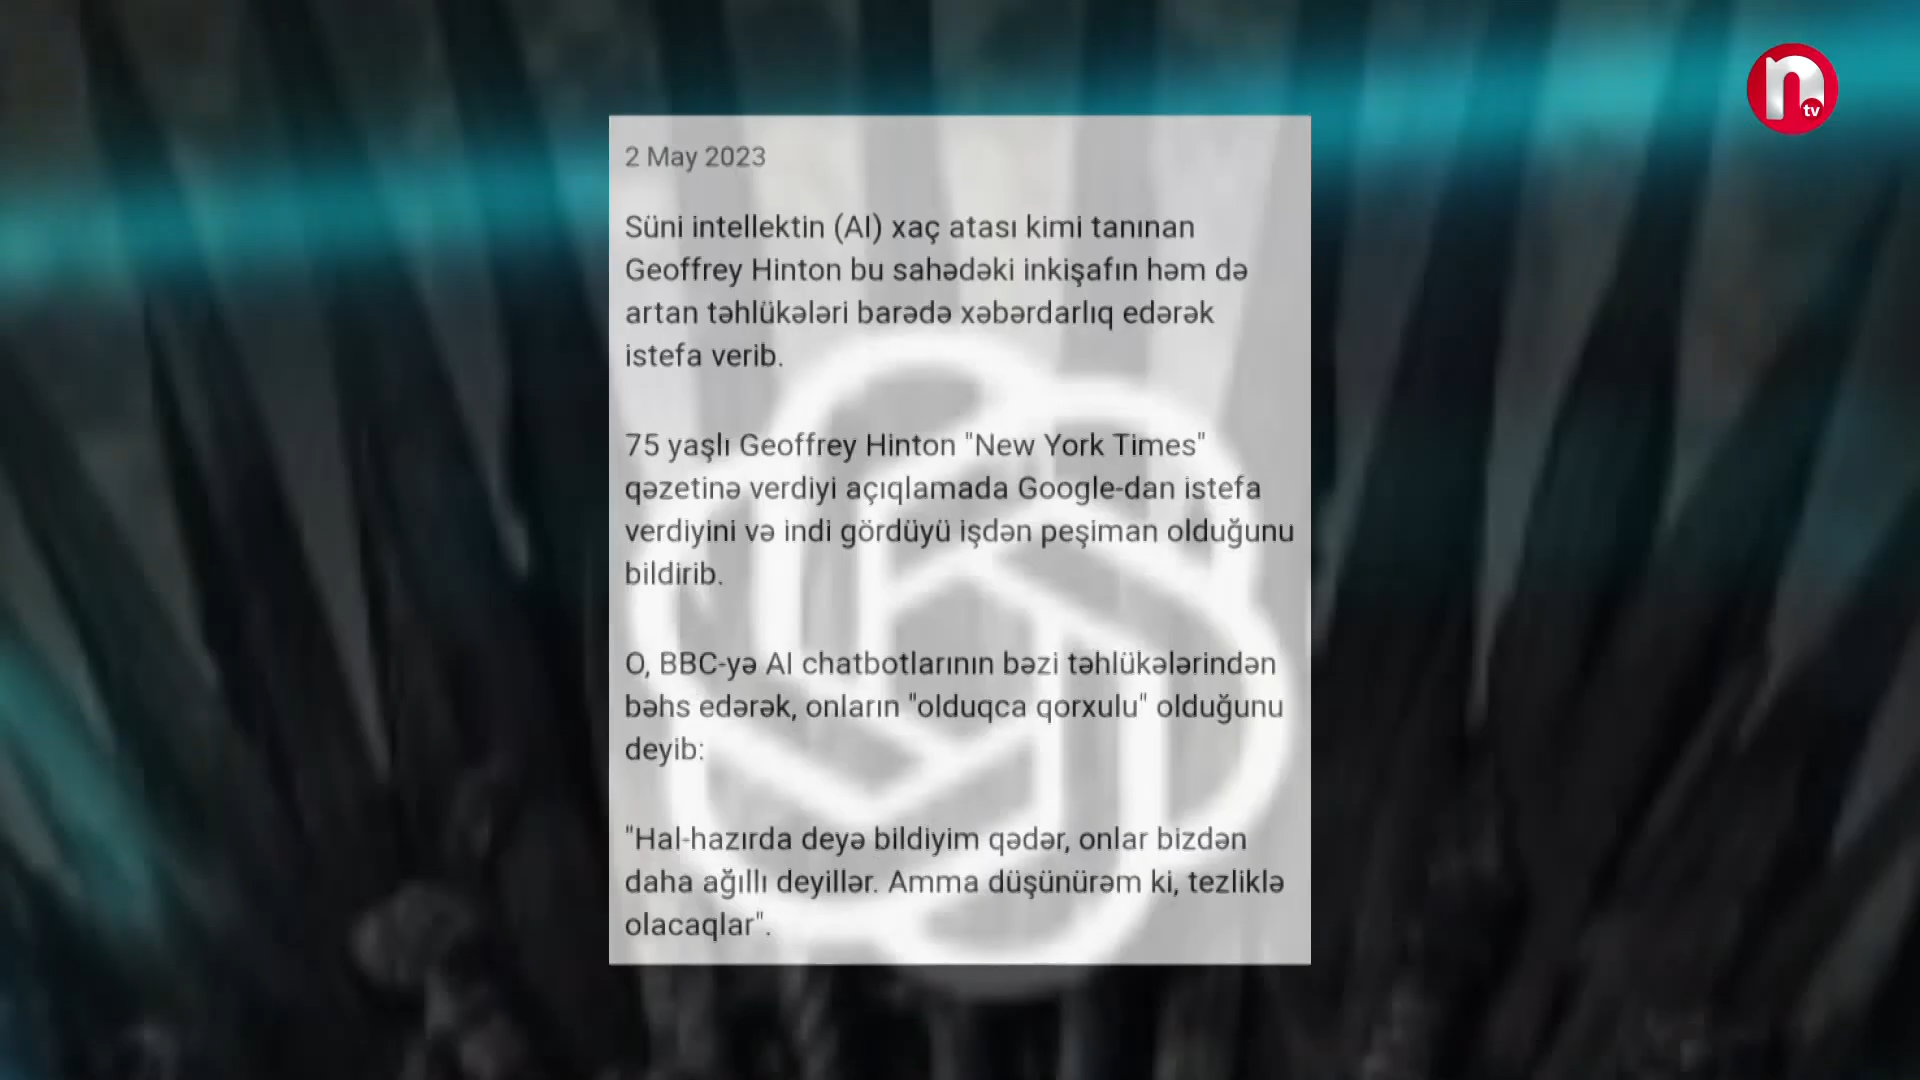 n tv
2 May 2023
Süni intellektin (AI) xaç atası kimi tanınan
Geoffrey Hinton bu sahədəki inkişafın həm də
artan təhlükələri barədə xəbərdarlıq edərək
istefa verib.
75 yaşlı Geoffrey Hinton "New York Times"
qəzetinə verdiyi açıqlamada Google-dan istefa
verdiyini və indi gördüyü işdən peşiman olduğunu
bildirib.
O, BBC-yə AI chatbotlarının bəzi təhlükələrindən
bəhs edərək, onların "olduqca qorxulu" olduğunu
deyib:
"Hal-hazırda deyə bildiyim qədər, onlar bizdən
daha ağıllı deyillər. Amma düşünürəm ki, tezliklə
olacaqlar".